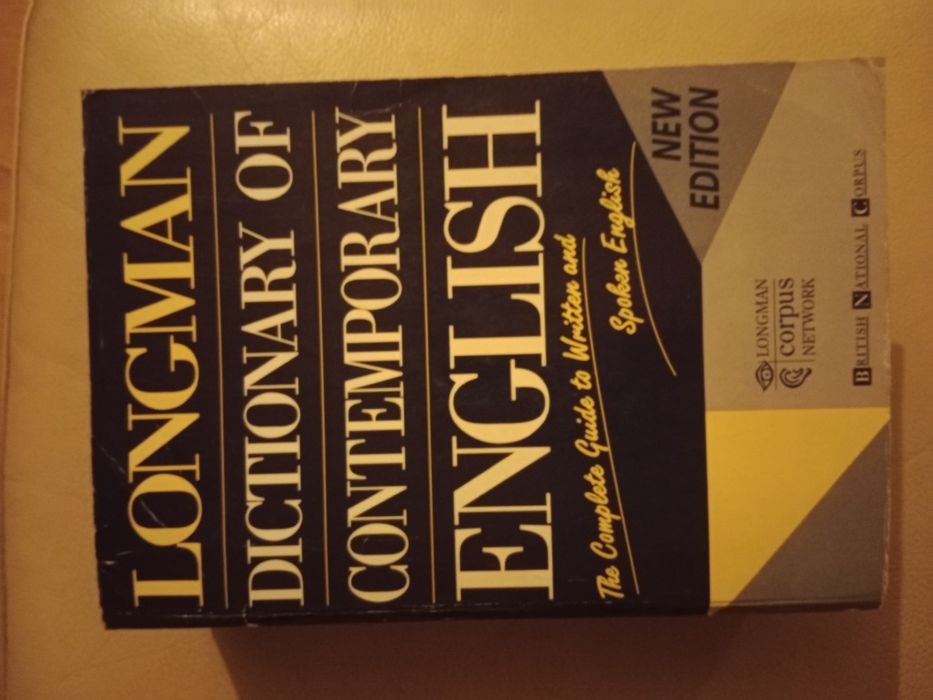 LONGMAN
DICTIONARY OF
CONTEMPORARY
ENGLISH
The Complete Guide to Written and
Spoken English
NEW
EDITION
LONGMAN
corpus
NETWORK
BRITISH NATIONAL CORPUS